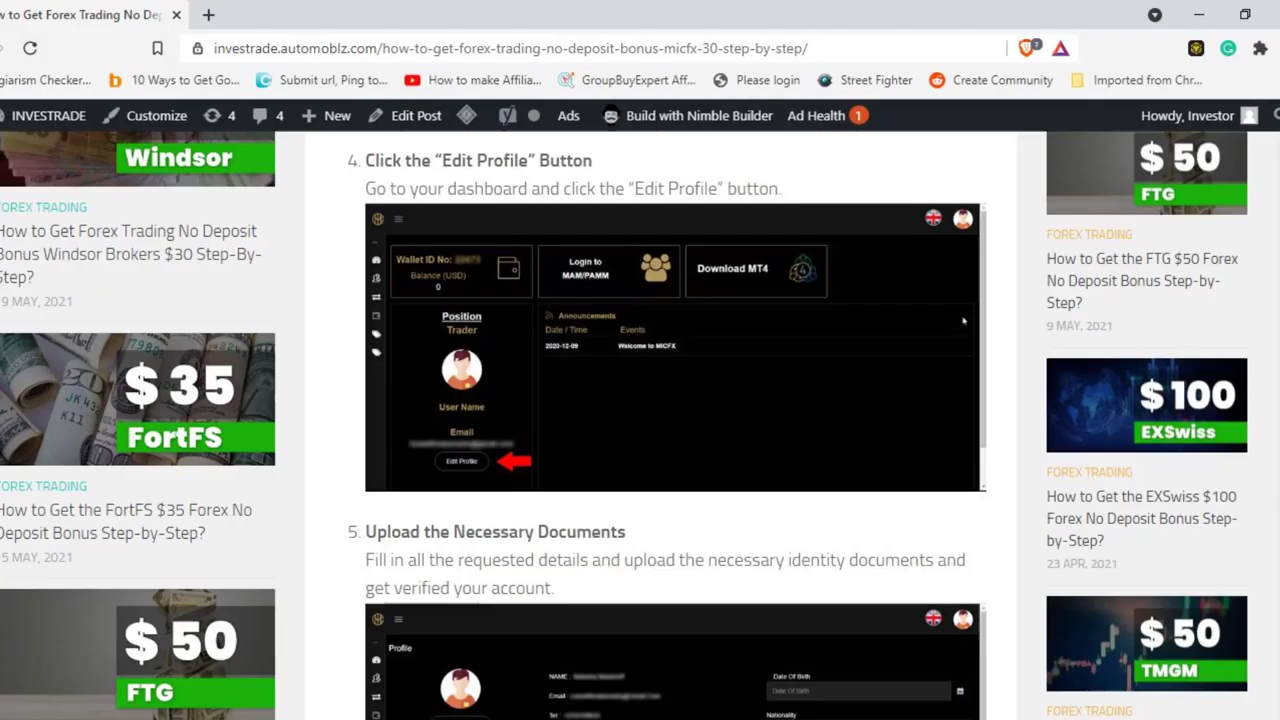 w to Get Forex Trading No Dep
investrade.automoblz.com/how-to-get-forex-trading-no-deposit-bonus-micfx-30-step-by-step/
7
giarism Checker...
10 Ways to Get Go...
Submit url, Ping to...
How to make Affilia...
GroupBuyExpert Aff...
Please login
Street Fighter
Create Community
Imported from Chr...
INVESTRADE
Customize
4
4
New
Edit Post
Ads
Build with Nimble Builder
Ad Health 1
Howdy, Investor
Windsor
FOREX TRADING
How to Get Forex Trading No Deposit
Bonus Windsor Brokers $30 Step-By-
Step?
9 MAY, 2021
$ 35
FortFS
FOREX TRADING
How to Get the FortFS $35 Forex No
Deposit Bonus Step-by-Step?
5 MAY, 2021
$ 50
FTG
4. Click the “Edit Profile” Button
Go to your dashboard and click the “Edit Profile” button.
Wallet ID No:
Balance (USD)
0
Login to
MAM/PAMM
Download MT4
Position
Trader
User Name
Email
Edit Profile
Announcements
Date / Time Events
2020-12-09 Welcome to MICFX
5. Upload the Necessary Documents
Fill in all the requested details and upload the necessary identity documents and
get verified your account.
Profile
NAME
Email
Tel
Date Of Birth
Date Of Birth
Nationality
$ 50
FTG
FOREX TRADING
How to Get the FTG $50 Forex
No Deposit Bonus Step-by-
Step?
9 MAY, 2021
$ 100
EXSwiss
FOREX TRADING
How to Get the EXSwiss $100
Forex No Deposit Bonus Step-
by-Step?
23 APR, 2021
$ 50
TMGM
FOREX TRADING